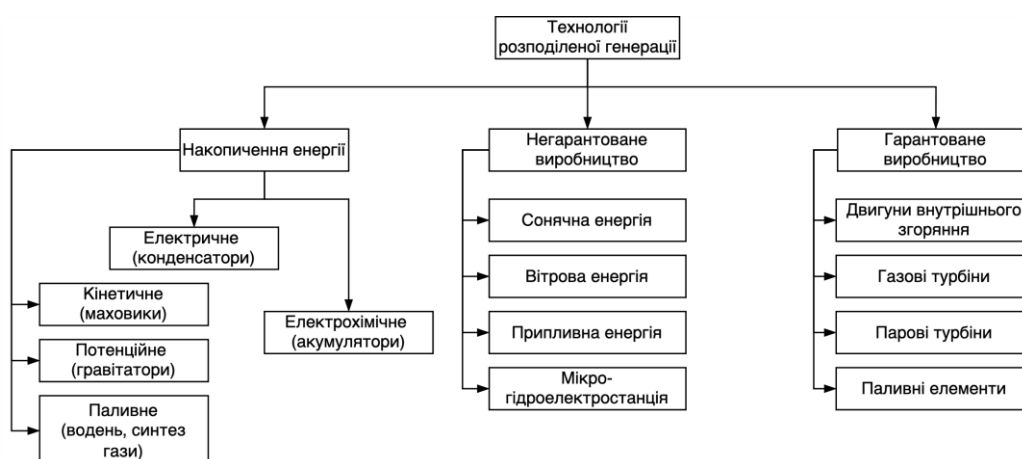 Технології
розподіленої генерації
Накопичення енергії
Негарантоване
виробництво
Гарантоване
виробництво
Електричне
(конденсатори)
Кінетичне
(маховики)
Потенційне
(гравітатори)
Паливне
(водень, синтез
гази)
Електрохімічне
(акумулятори)
Сонячна енергія
Вітрова енергія
Припливна енергія
Мікро-
гідроелектростанція
Двигуни внутрішнього
згоряння
Газові турбіни
Парові турбіни
Паливні елементи